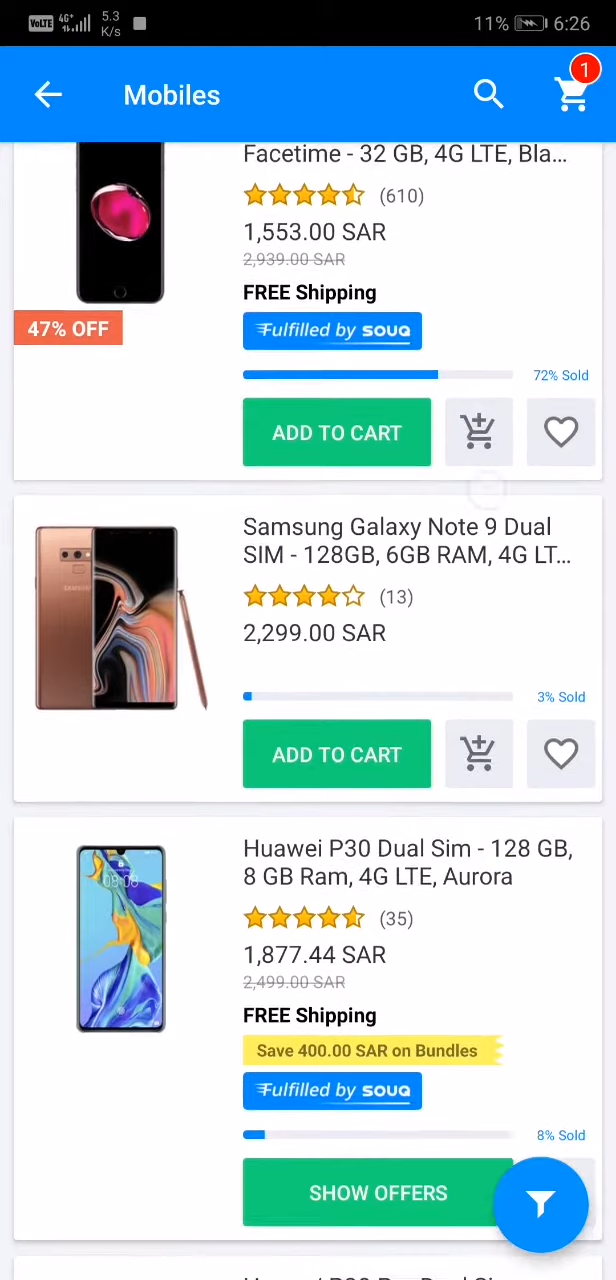 VoLTE 4G+ 5.3 K/s 11% 6:26
Mobiles
1
Facetime - 32 GB, 4G LTE, Bla...
(610)
1,553.00 SAR
2,939.00 SAR
FREE Shipping
47% OFF
Fulfilled by souq
72% Sold
ADD TO CART
Samsung Galaxy Note 9 Dual
SIM - 128GB, 6GB RAM, 4G LT...
SAMSUNG
(13)
2,299.00 SAR
3% Sold
ADD TO CART
Huawei P30 Dual Sim - 128 GB,
8 GB Ram, 4G LTE, Aurora
08:08
(35)
1,877.44 SAR
2,499.00 SAR
FREE Shipping
Save 400.00 SAR on Bundles
Fulfilled by souq
8% Sold
SHOW OFFERS